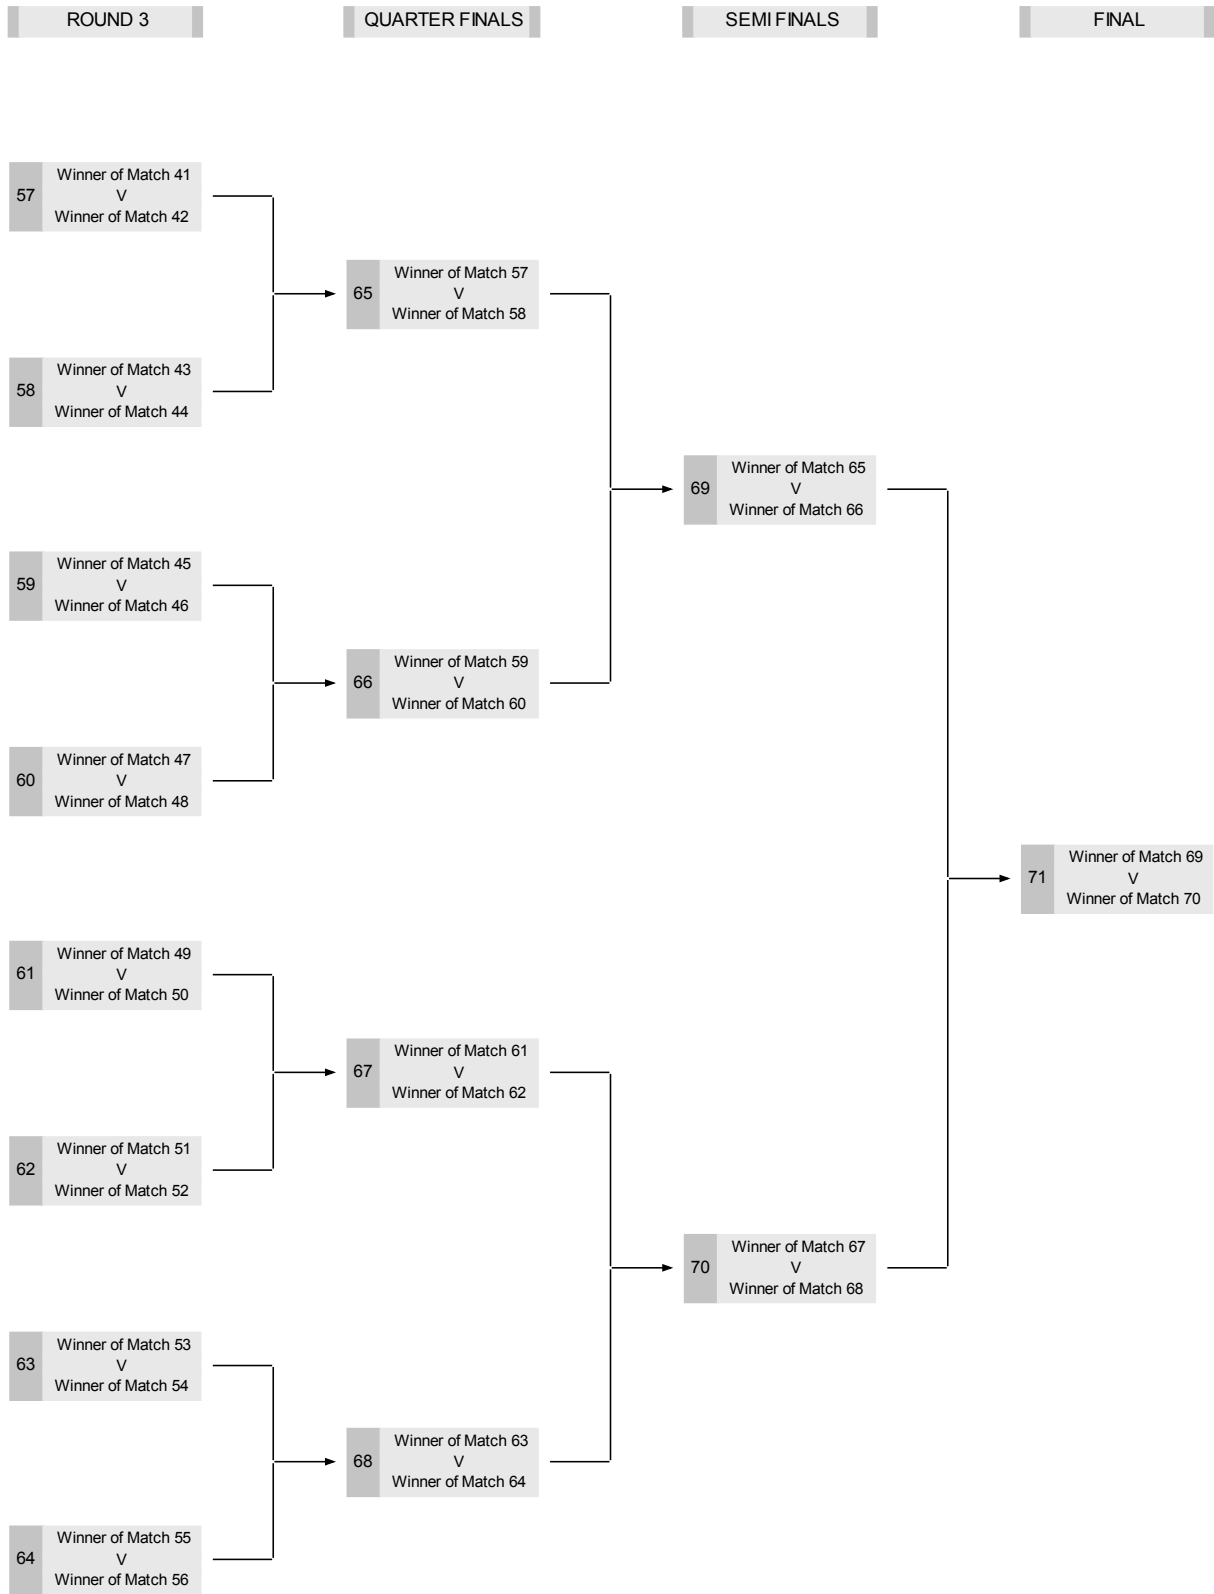 ROUND 3
QUARTER FINALS
SEMI FINALS
FINAL
57
Winner of Match 41
V
Winner of Match 42
58
Winner of Match 43
V
Winner of Match 44
59
Winner of Match 45
V
Winner of Match 46
60
Winner of Match 47
V
Winner of Match 48
61
Winner of Match 49
V
Winner of Match 50
62
Winner of Match 51
V
Winner of Match 52
63
Winner of Match 53
V
Winner of Match 54
64
Winner of Match 55
V
Winner of Match 56
65
Winner of Match 57
V
Winner of Match 58
66
Winner of Match 59
V
Winner of Match 60
67
Winner of Match 61
V
Winner of Match 62
68
Winner of Match 63
V
Winner of Match 64
69
Winner of Match 65
V
Winner of Match 66
70
Winner of Match 67
V
Winner of Match 68
71
Winner of Match 69
V
Winner of Match 70